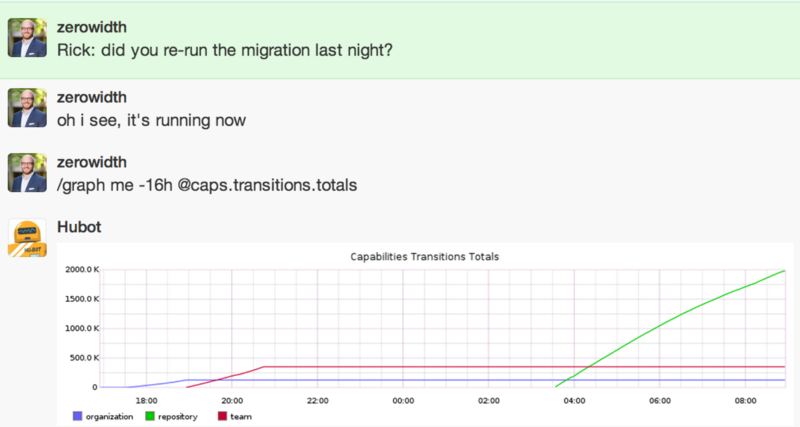 zerowidth
Rick: did you re-run the migration last night?
zerowidth
oh i see, it's running now
zerowidth
/graph me -16h @caps.transitions.totals
Hubot
HUBOT
Capabilities Transitions Totals
2000.0 K
1500.0 K
1000.0 K
500.0 K
0
18:00 20:00 22:00 00:00 02:00 04:00 06:00 08:00
organization repository team